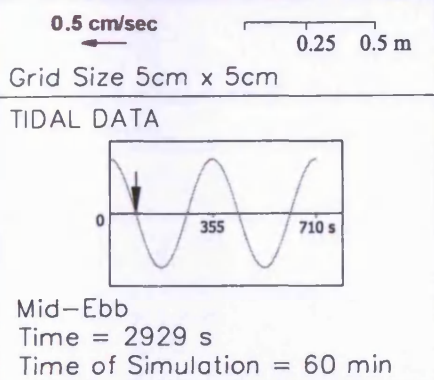 0.5 cm/sec
0.25 0.5 m
Grid Size 5cm x 5cm
TIDAL DATA
0 355 710 s
Mid-Ebb
Time = 2929 s
Time of Simulation = 60 min